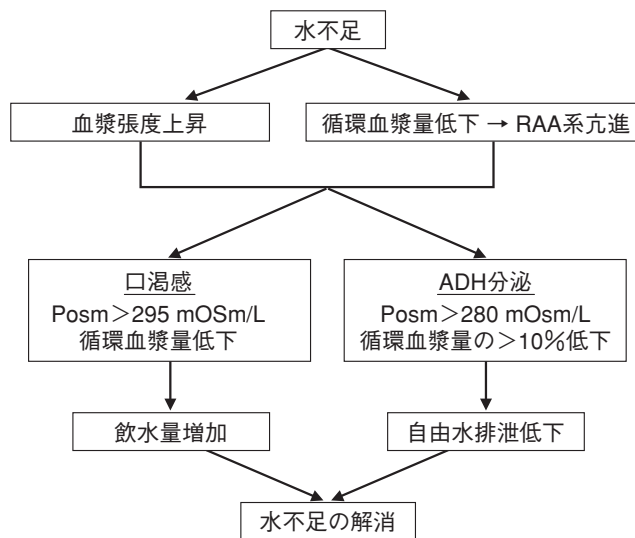 水不足
血漿張度上昇
循環血漿量低下 → RAA系亢進
口渇感
Posm＞295 mOSm/L
循環血漿量低下
ADH分泌
Posm＞280 mOsm/L
循環血漿量の＞10％低下
飲水量増加
自由水排泄低下
水不足の解消